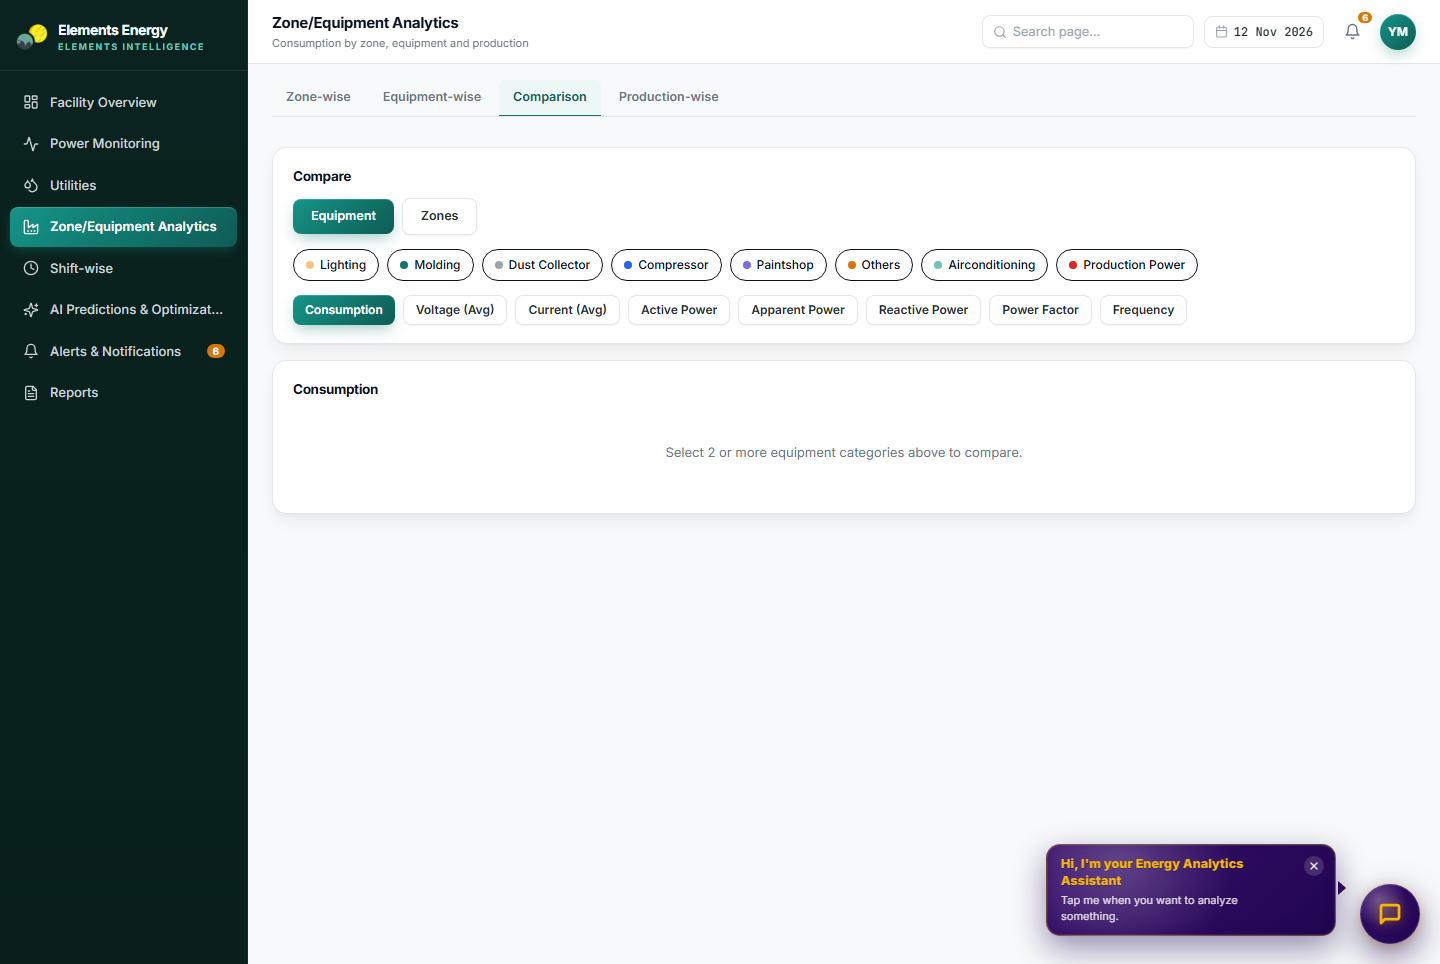 Elements Energy
ELEMENTS INTELLIGENCE
Facility Overview
Power Monitoring
Utilities
Zone/Equipment Analytics
Shift-wise
AI Predictions & Optimizat...
Alerts & Notifications 6
Reports
Zone/Equipment Analytics
Consumption by zone, equipment and production
Search page...
12 Nov 2026
6
YM
Zone-wise Equipment-wise Comparison Production-wise
Compare
Equipment Zones
Lighting Molding Dust Collector Compressor Paintshop Others Airconditioning Production Power
Consumption Voltage (Avg) Current (Avg) Active Power Apparent Power Reactive Power Power Factor Frequency
Consumption
Select 2 or more equipment categories above to compare.
Hi, I'm your Energy Analytics
Assistant
Tap me when you want to analyze
something.